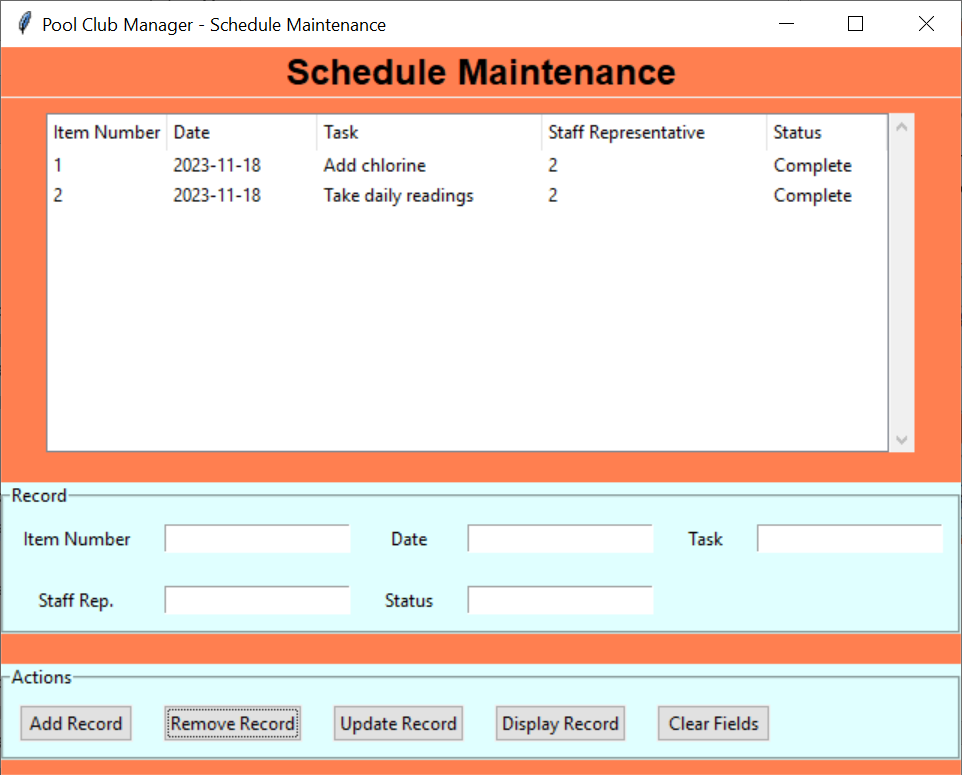 Pool Club Manager - Schedule Maintenance
Schedule Maintenance
Item Number Date Task Staff Representative Status
1 2023-11-18 Add chlorine 2 Complete
2 2023-11-18 Take daily readings 2 Complete
Record
Item Number Date Task
Staff Rep. Status
Actions
Add Record Remove Record Update Record Display Record Clear Fields